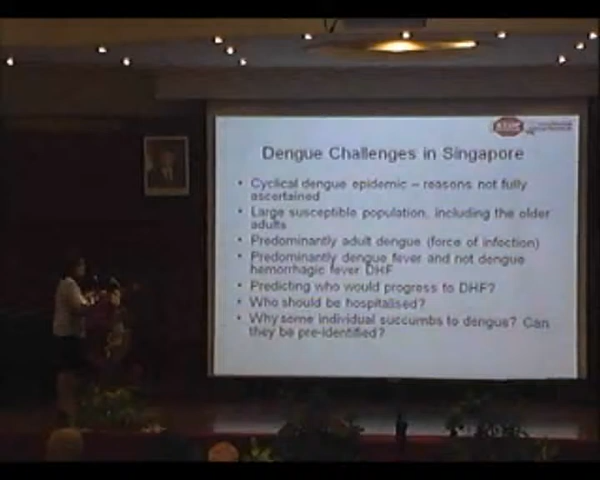 Dengue Challenges in Singapore
• Cyclical dengue epidemic – reasons not fully
ascertained
• Large susceptible population, including the older
adults
• Predominantly adult dengue (force of infection)
• Predominantly dengue fever and not dengue
hemorrhagic fever DHF
• Predicting who would progress to DHF?
• Who should be hospitalised?
• Why some individual succumbs to dengue? Can
they be pre-identified?